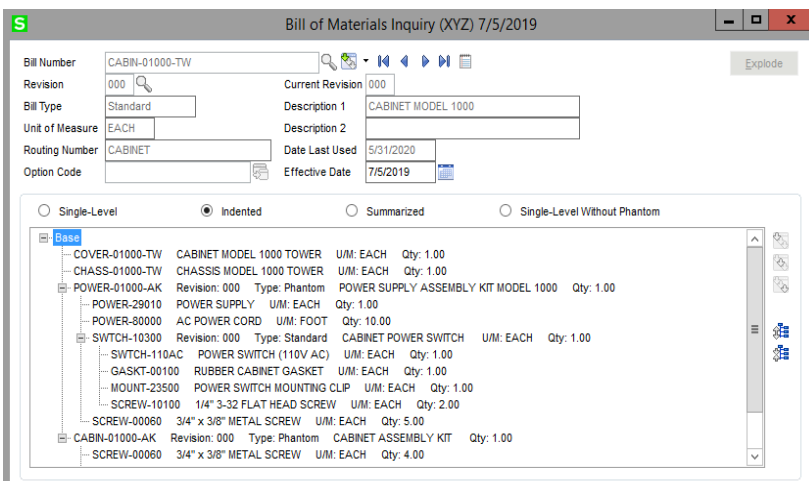 S
Bill of Materials Inquiry (XYZ) 7/5/2019
x
Bill Number CABIN-01000-TW
Explode
Revision 000 Current Revision 000
Bill Type Standard Description 1 CABINET MODEL 1000
Unit of Measure EACH Description 2
Routing Number CABINET Date Last Used 5/31/2020
Option Code Effective Date 7/5/2019
Single-Level Indented Summarized Single-Level Without Phantom
Base
COVER-01000-TW CABINET MODEL 1000 TOWER U/M: EACH Qty: 1.00
CHASS-01000-TW CHASSIS MODEL 1000 TOWER U/M: EACH Qty: 1.00
POWER-01000-AK Revision: 000 Type: Phantom POWER SUPPLY ASSEMBLY KIT MODEL 1000 Qty: 1.00
POWER-29010 POWER SUPPLY U/M: EACH Qty: 1.00
POWER-80000 AC POWER CORD U/M: FOOT Qty: 10.00
SWTCH-10300 Revision: 000 Type: Standard CABINET POWER SWITCH U/M: EACH Qty: 1.00
SWTCH-110AC POWER SWITCH (110V AC) U/M: EACH Qty: 1.00
GASKT-00100 RUBBER CABINET GASKET U/M: EACH Qty: 1.00
MOUNT-23500 POWER SWITCH MOUNTING CLIP U/M: EACH Qty: 1.00
SCREW-10100 1/4" 3-32 FLAT HEAD SCREW U/M: EACH Qty: 2.00
SCREW-00060 3/4" x 3/8" METAL SCREW U/M: EACH Qty: 5.00
CABIN-01000-AK Revision: 000 Type: Phantom CABINET ASSEMBLY KIT Qty: 1.00
SCREW-00060 3/4" x 3/8" METAL SCREW U/M: EACH Qty: 4.00